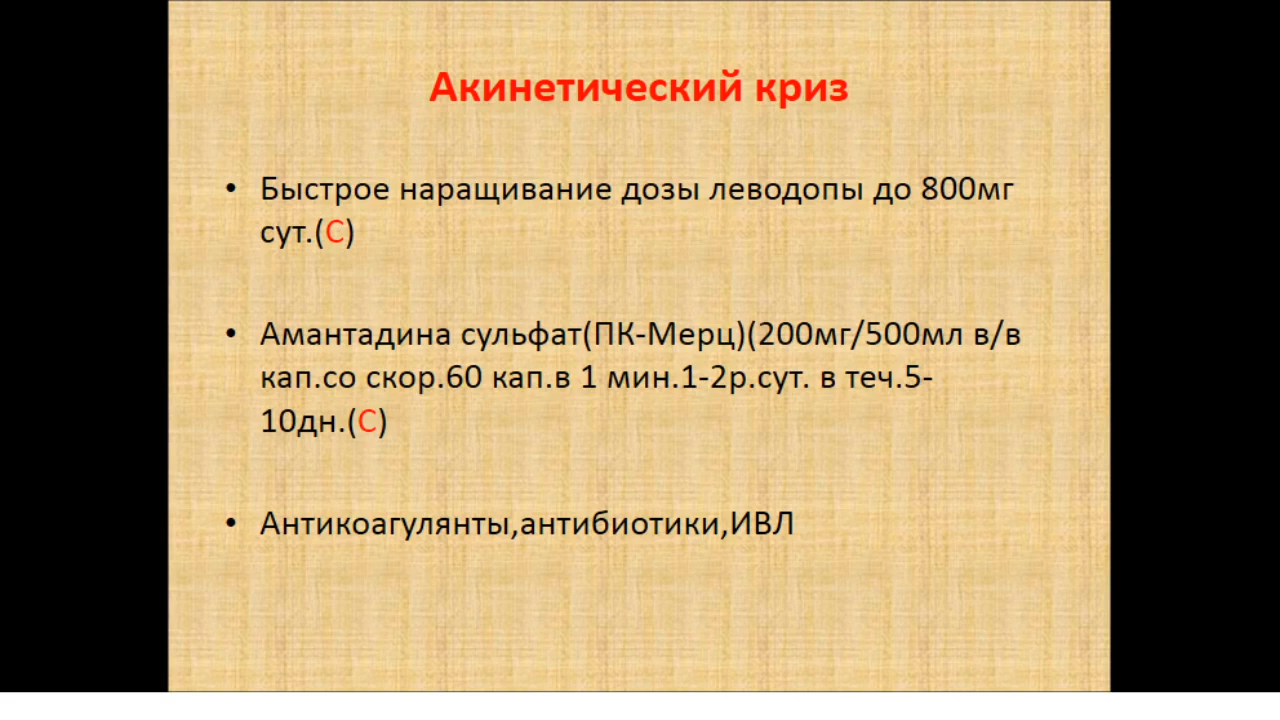 Акинетический криз
• Быстрое наращивание дозы леводопы до 800мг
сут.(С)
• Амантадина сульфат(ПК-Мерц)(200мг/500мл в/в
кап.со скор.60 кап.в 1 мин.1-2р.сут. в теч.5-
10дн.(С)
• Антикоагулянты,антибиотики,ИВЛ